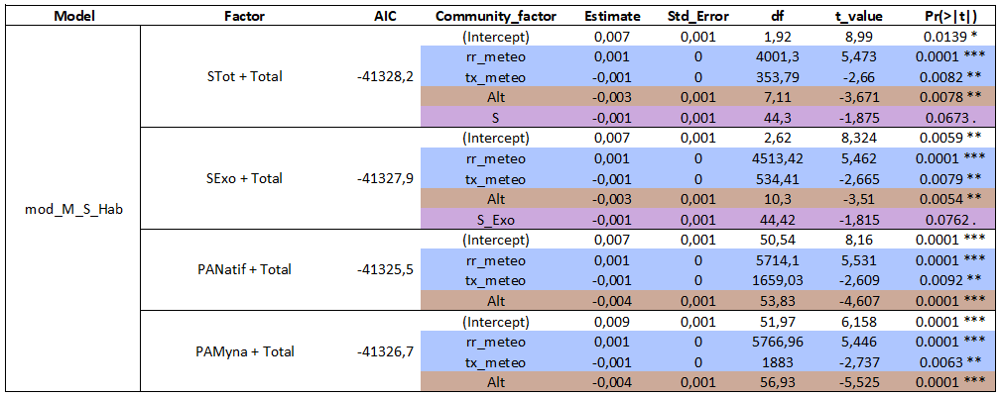 Model Factor AIC Community_factor Estimate Std_Error df t_value Pr(>|t|)
(Intercept) 0,007 0,001 1,92 8,99 0.0139 *
rr_meteo 0,001 0 4001,3 5,473 0.0001 ***
STot + Total -41328,2 tx_meteo -0,001 0 353,79 -2,66 0.0082 **
Alt -0,003 0,001 7,11 -3,671 0.0078 **
S -0,001 0,001 44,3 -1,875 0.0673 .
(Intercept) 0,007 0,001 2,62 8,324 0.0059 **
rr_meteo 0,001 0 4513,42 5,462 0.0001 ***
SExo + Total -41327,9 tx_meteo -0,001 0 534,41 -2,665 0.0079 **
Alt -0,003 0,001 10,3 -3,51 0.0054 **
mod_M_S_Hab
S_Exo -0,001 0,001 44,42 -1,815 0.0762 .
(Intercept) 0,007 0,001 50,54 8,16 0.0001 ***
rr_meteo 0,001 0 5714,1 5,531 0.0001 ***
PANatif + Total -41325,5
tx_meteo -0,001 0 1659,03 -2,609 0.0092 **
Alt -0,004 0,001 53,83 -4,607 0.0001 ***
(Intercept) 0,009 0,001 51,97 6,158 0.0001 ***
rr_meteo 0,001 0 5766,96 5,446 0.0001 ***
PAMyna + Total -41326,7
tx_meteo -0,001 0 1883 -2,737 0.0063 **
Alt -0,004 0,001 56,93 -5,525 0.0001 ***